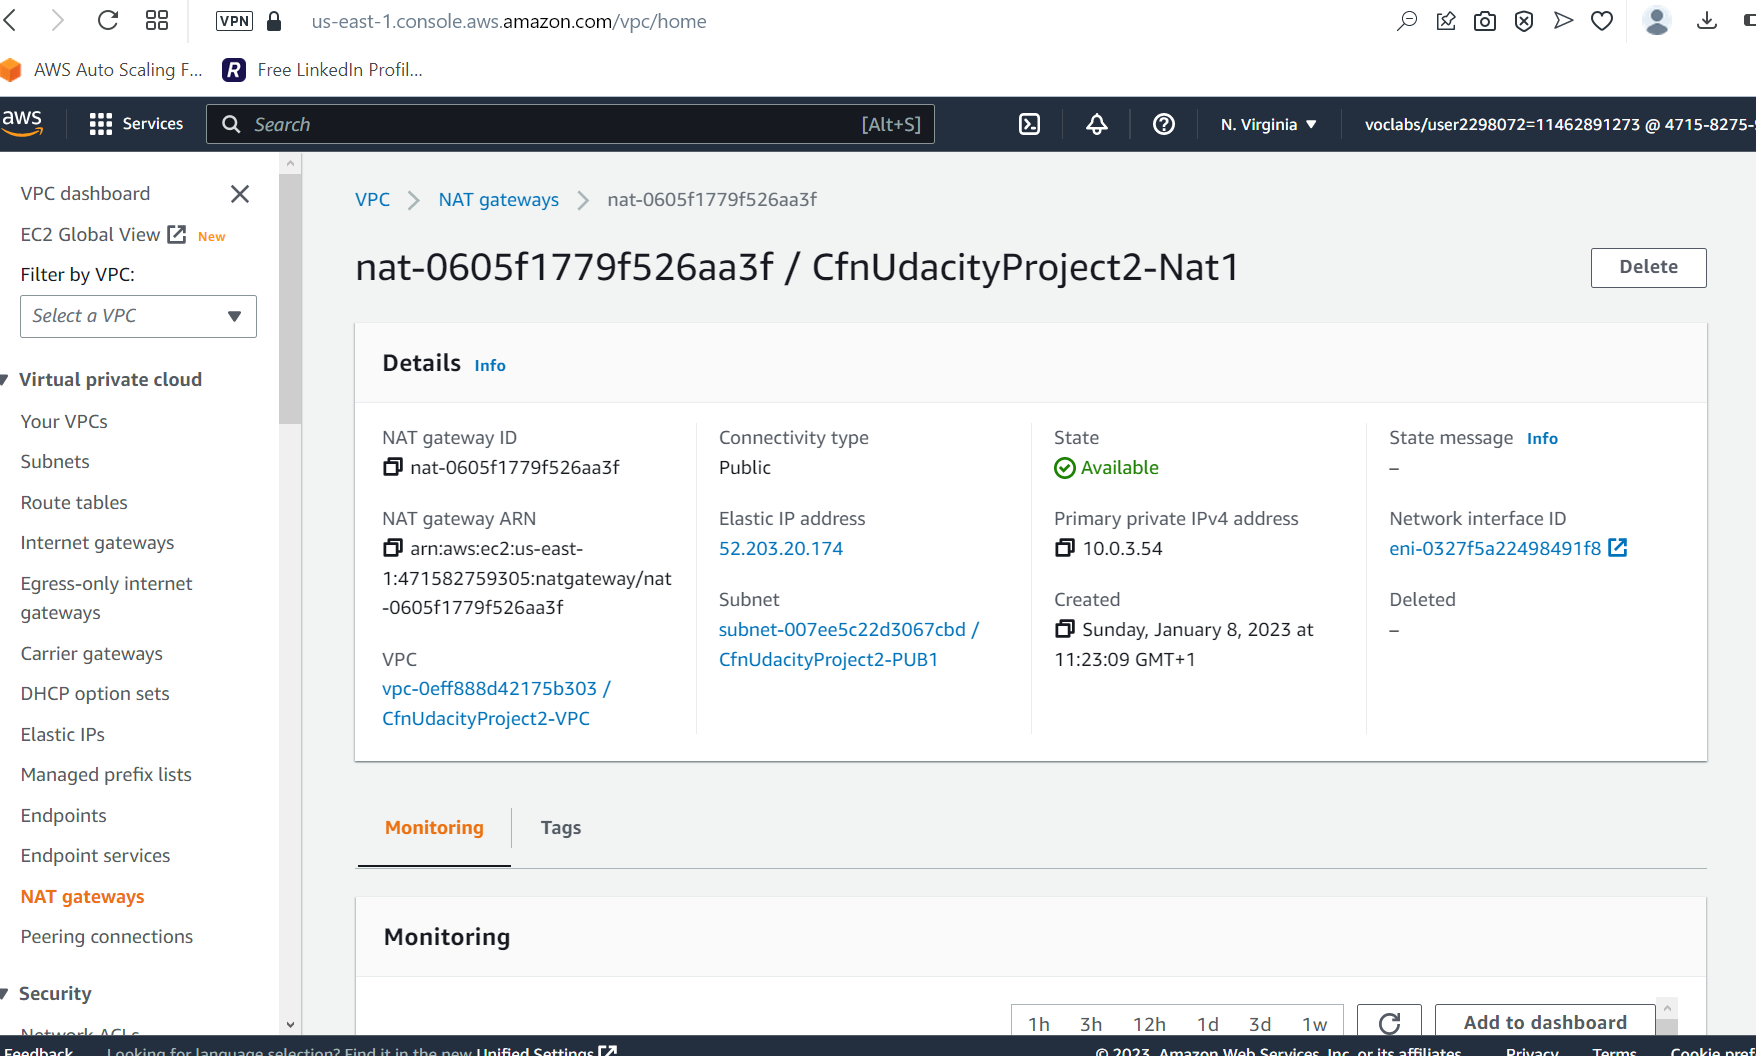 VPN us-east-1.console.aws.amazon.com/vpc/home
AWS Auto Scaling F... R Free LinkedIn Profil...
aws Services Search [Alt+S] N. Virginia voclabs/user2298072=11462891273 @ 4715-8275-
VPC dashboard
EC2 Global View New
Filter by VPC:
Select a VPC
Virtual private cloud
Your VPCs
Subnets
Route tables
Internet gateways
Egress-only internet
gateways
Carrier gateways
DHCP option sets
Elastic IPs
Managed prefix lists
Endpoints
Endpoint services
NAT gateways
Peering connections
Security
Network ACLs
VPC NAT gateways nat-0605f1779f526aa3f
nat-0605f1779f526aa3f / CfnUdacityProject2-Nat1
Delete
Details Info
NAT gateway ID
nat-0605f1779f526aa3f
NAT gateway ARN
arn:aws:ec2:us-east-
1:471582759305:natgateway/nat
-0605f1779f526aa3f
VPC
vpc-0eff888d42175b303 /
CfnUdacityProject2-VPC
Connectivity type
Public
Elastic IP address
52.203.20.174
Subnet
subnet-007ee5c22d3067cbd /
CfnUdacityProject2-PUB1
State
Available
Primary private IPv4 address
10.0.3.54
Created
Sunday, January 8, 2023 at
11:23:09 GMT+1
State message Info
–
Network interface ID
eni-0327f5a22498491f8
Deleted
–
Monitoring Tags
Monitoring
1h 3h 12h 1d 3d 1w Add to dashboard
Feedback Looking for language selection? Find it in the new Unified Settings © 2023, Amazon Web Services, Inc. or its affiliates. Privacy Terms Cookie pref